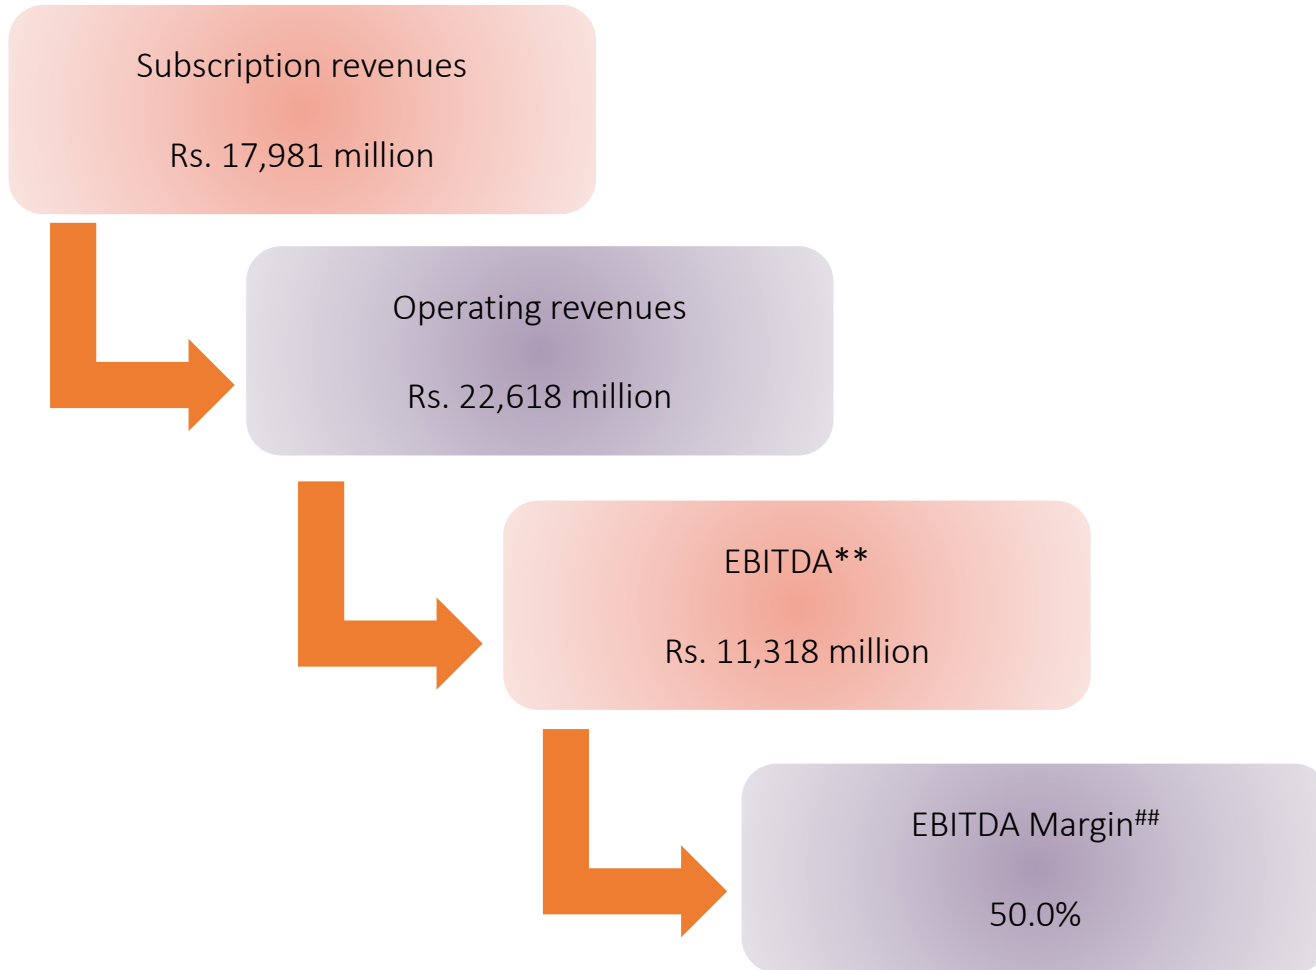 Subscription revenues
Rs. 17,981 million
Operating revenues
Rs. 22,618 million
EBITDA**
Rs. 11,318 million
EBITDA Margin##
50.0%